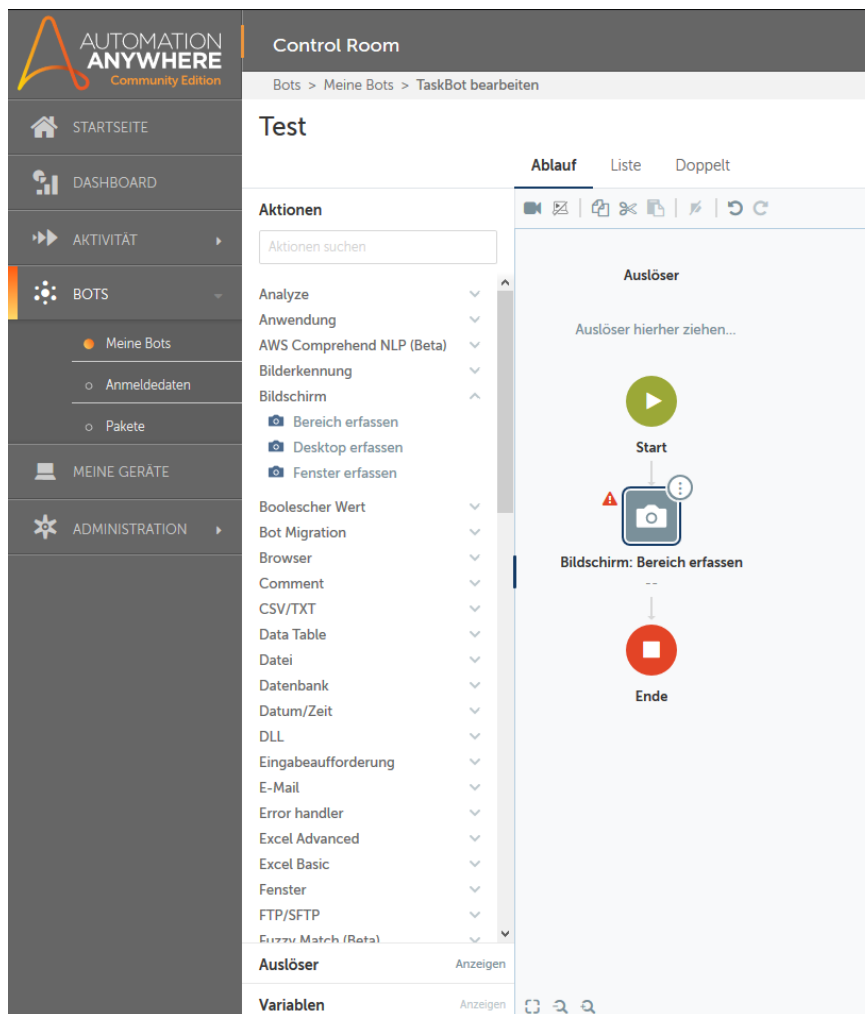 AUTOMATION
ANYWHERE
Community Edition
Control Room
Bots > Meine Bots > TaskBot bearbeiten
STARTSEITE
DASHBOARD
AKTIVITÄT
BOTS
Meine Bots
Anmeldedaten
Pakete
MEINE GERÄTE
ADMINISTRATION
Test
Ablauf Liste Doppelt
Aktionen
Aktionen suchen
Analyze
Anwendung
AWS Comprehend NLP (Beta)
Bilderkennung
Bildschirm
Bereich erfassen
Desktop erfassen
Fenster erfassen
Boolescher Wert
Bot Migration
Browser
Comment
CSV/TXT
Data Table
Datei
Datenbank
Datum/Zeit
DLL
Eingabeaufforderung
E-Mail
Error handler
Excel Advanced
Excel Basic
Fenster
FTP/SFTP
Fuzzy Match (Beta)
Auslöser Anzeigen
Variablen Anzeigen
Auslöser
Auslöser hierher ziehen...
Start
Bildschirm: Bereich erfassen
--
Ende